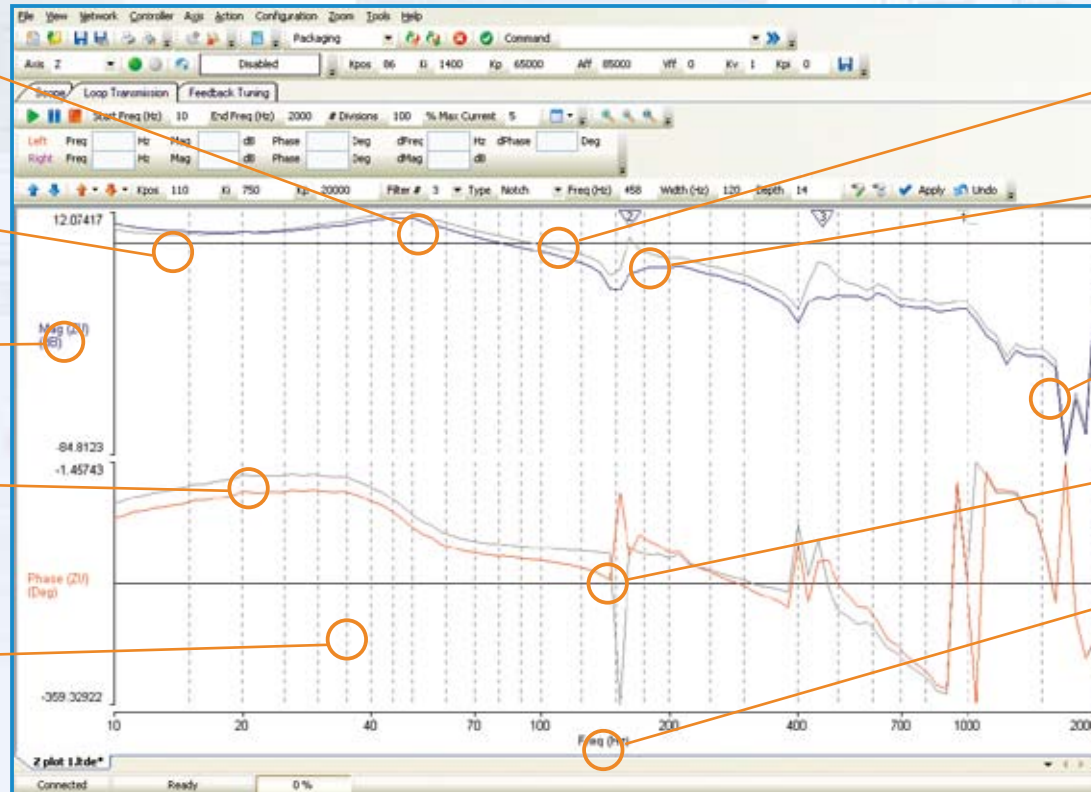 File View Network Controller Axis Action Configuration Zoom Tools Help
Packaging Command
Axis Z Disabled Kpos 86 Ki 1400 Kp 65000 Aff 85000 Vff 0 Kv 1 Kpi 0
Scope Loop Transmission Feedback Tuning
Start Freq (Hz) 10 End Freq (Hz) 2000 # Divisions 100 % Max Current 5
Left Freq Hz Mag dB Phase Deg dFreq Hz dPhase Deg
Right Freq Hz Mag dB Phase Deg dMag dB
Kpos 110 Ki 750 Kp 20000 Filter # 3 Type Notch Freq (Hz) 458 Width (Hz) 120 Depth 14 Apply Undo
12.07417
2 3 1
Mag (ZV)
(dB)
-84.8123
-1.45743
Phase (ZV)
(Deg)
-359.32922
10 20 40 70 100 200 400 700 1000 2000
Freq (Hz)
Z plot 1.ltde*
Connected Ready 0 %